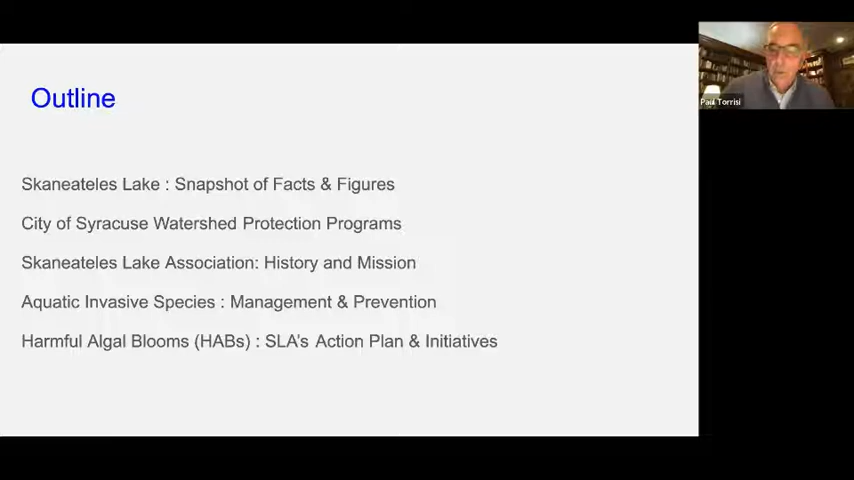 Outline
Skaneateles Lake : Snapshot of Facts & Figures
City of Syracuse Watershed Protection Programs
Skaneateles Lake Association: History and Mission
Aquatic Invasive Species : Management & Prevention
Harmful Algal Blooms (HABs) : SLA's Action Plan & Initiatives
Paul Torrisi